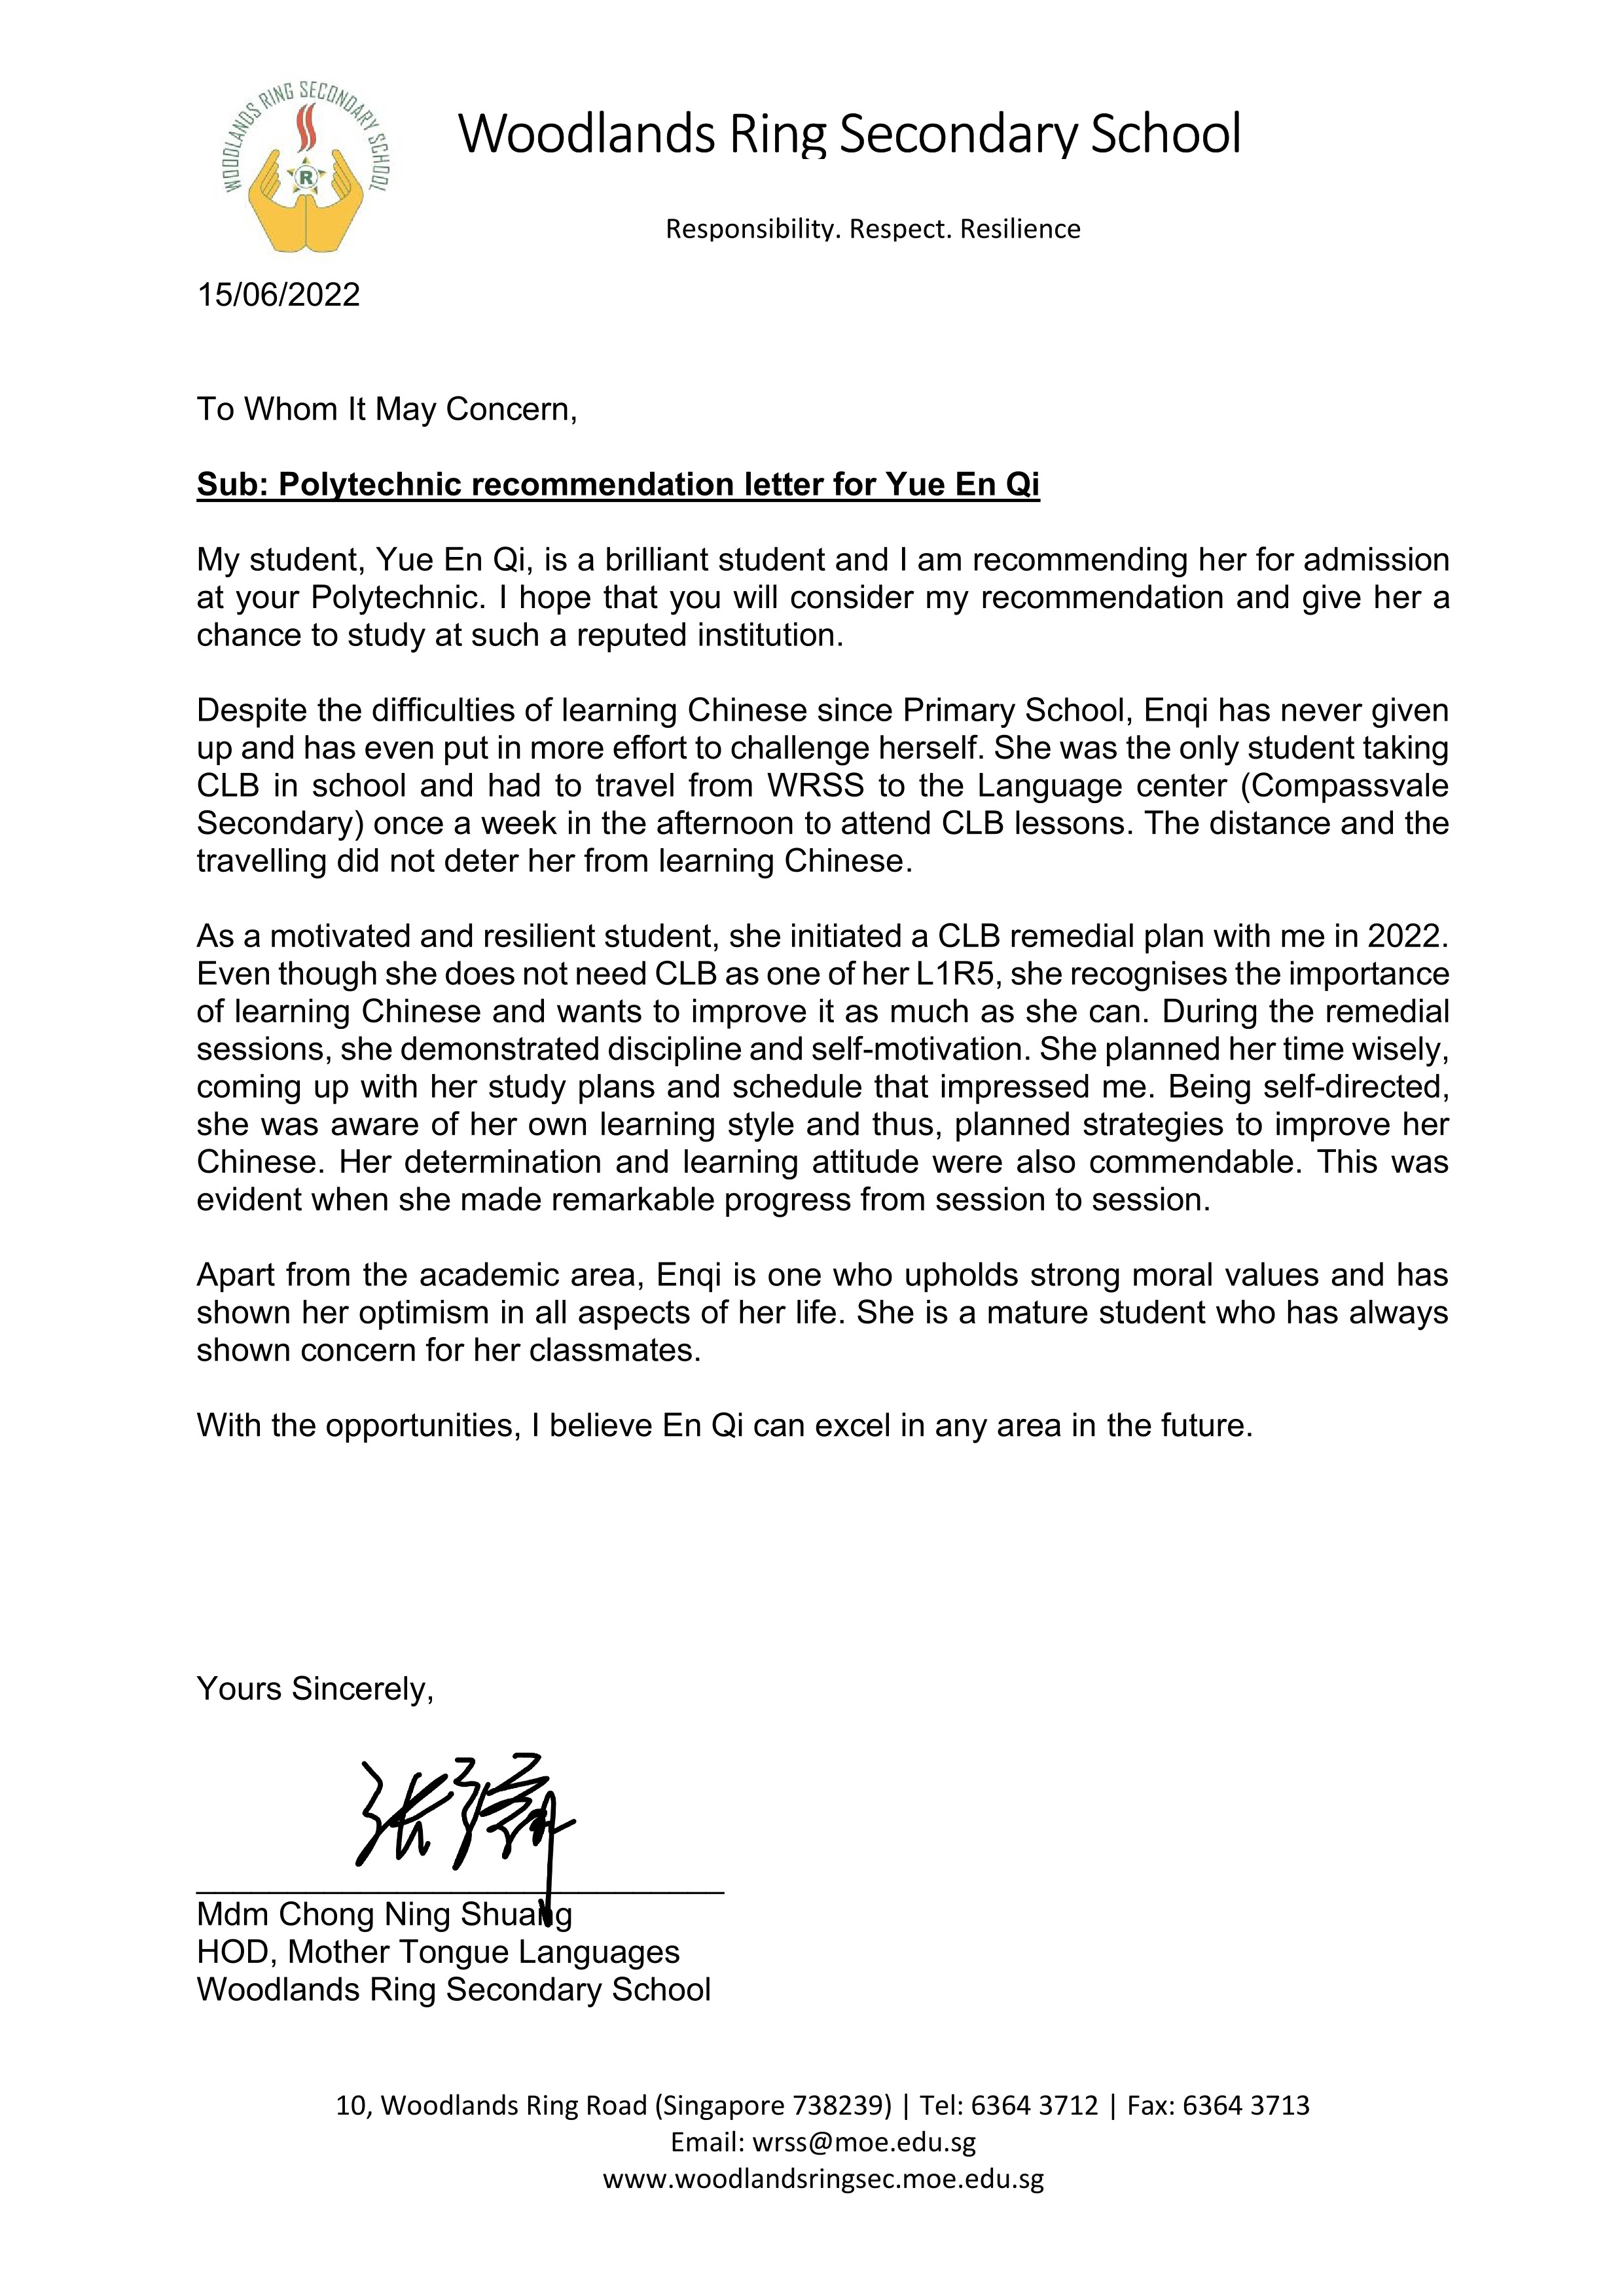 WOODLANDS RING SECONDARY SCHOOL
R
Woodlands Ring Secondary School
Responsibility. Respect. Resilience
15/06/2022
To Whom It May Concern,
Sub: Polytechnic recommendation letter for Yue En Qi
My student, Yue En Qi, is a brilliant student and I am recommending her for admission
at your Polytechnic. I hope that you will consider my recommendation and give her a
chance to study at such a reputed institution.
Despite the difficulties of learning Chinese since Primary School, Enqi has never given
up and has even put in more effort to challenge herself. She was the only student taking
CLB in school and had to travel from WRSS to the Language center (Compassvale
Secondary) once a week in the afternoon to attend CLB lessons. The distance and the
travelling did not deter her from learning Chinese.
As a motivated and resilient student, she initiated a CLB remedial plan with me in 2022.
Even though she does not need CLB as one of her L1R5, she recognises the importance
of learning Chinese and wants to improve it as much as she can. During the remedial
sessions, she demonstrated discipline and self-motivation. She planned her time wisely,
coming up with her study plans and schedule that impressed me. Being self-directed,
she was aware of her own learning style and thus, planned strategies to improve her
Chinese. Her determination and learning attitude were also commendable. This was
evident when she made remarkable progress from session to session.
Apart from the academic area, Enqi is one who upholds strong moral values and has
shown her optimism in all aspects of her life. She is a mature student who has always
shown concern for her classmates.
With the opportunities, I believe En Qi can excel in any area in the future.
Yours Sincerely,
Mdm Chong Ning Shuang
HOD, Mother Tongue Languages
Woodlands Ring Secondary School
10, Woodlands Ring Road (Singapore 738239) | Tel: 6364 3712 | Fax: 6364 3713
Email: wrss@moe.edu.sg
www.woodlandsringsec.moe.edu.sg